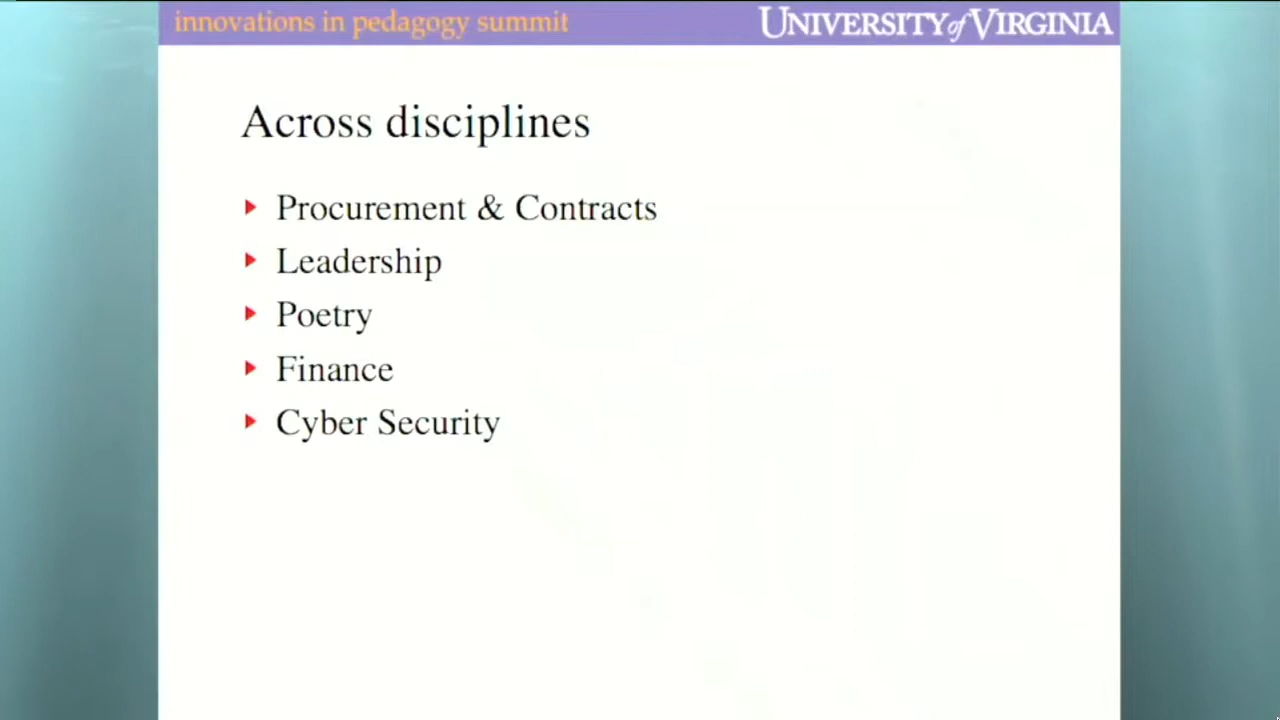 innovations in pedagogy summit
UNIVERSITY of VIRGINIA
Across disciplines
Procurement & Contracts
Leadership
Poetry
Finance
Cyber Security